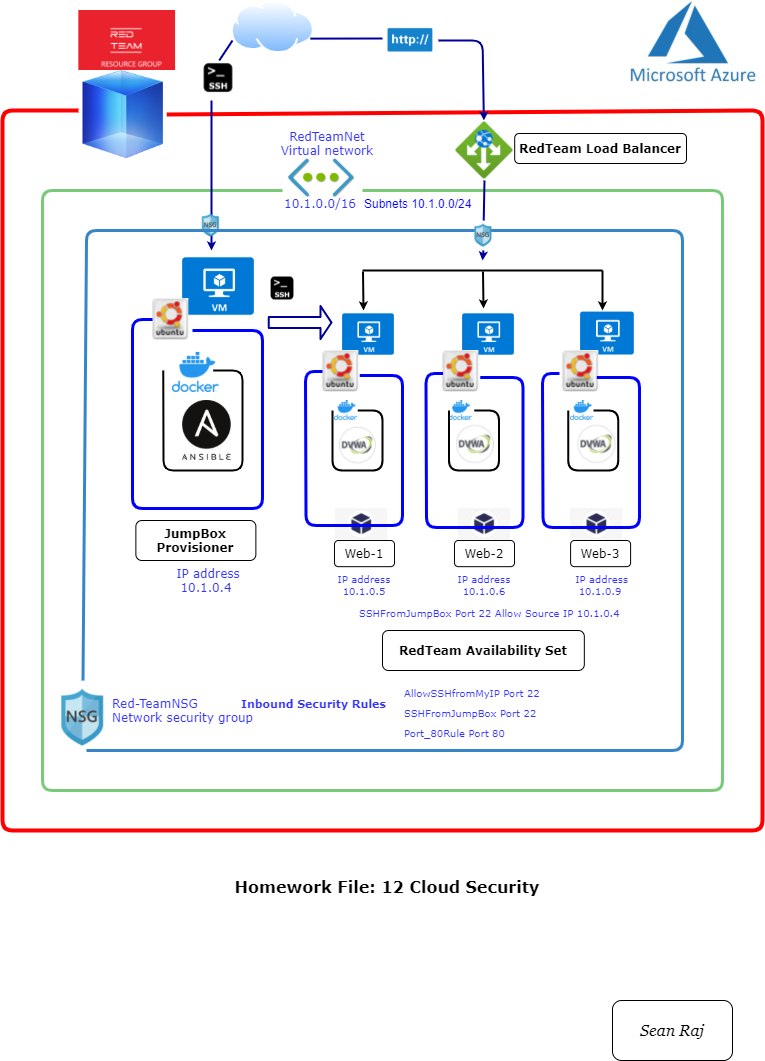 RED
TEAM
RESOURCE GROUP
>_
SSH
http://
Microsoft Azure
RedTeamNet
Virtual network
RedTeam Load Balancer
10.1.0.0/16 Subnets 10.1.0.0/24
NSG
NSG
VM
>_
SSH
VM
VM
VM
ubuntu
ubuntu
ubuntu
ubuntu
docker
ANSIBLE
docker
DVWA
docker
DVWA
docker
DVWA
JumpBox
Provisioner
IP address
10.1.0.4
Web-1
Web-2
Web-3
IP address
10.1.0.5
IP address
10.1.0.6
IP address
10.1.0.9
SSHFromJumpBox Port 22 Allow Source IP 10.1.0.4
RedTeam Availability Set
NSG
Red-TeamNSG
Network security group
Inbound Security Rules
AllowSSHfromMyIP Port 22
SSHFromJumpBox Port 22
Port_80Rule Port 80
Homework File: 12 Cloud Security
Sean Raj